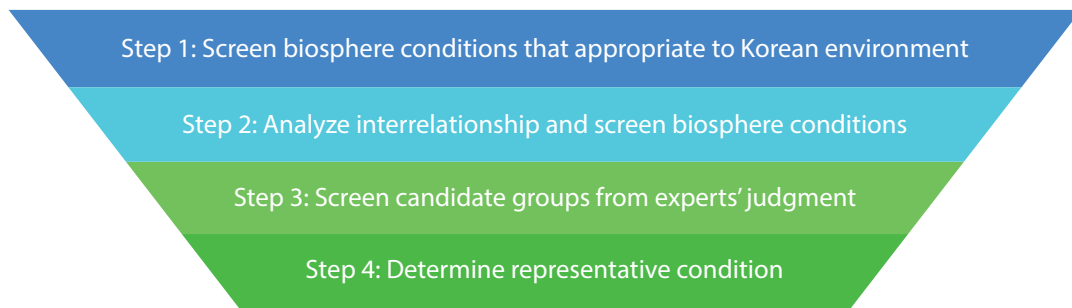 Step 1: Screen biosphere conditions that appropriate to Korean environment
Step 2: Analyze interrelationship and screen biosphere conditions
Step 3: Screen candidate groups from experts’ judgment
Step 4: Determine representative condition